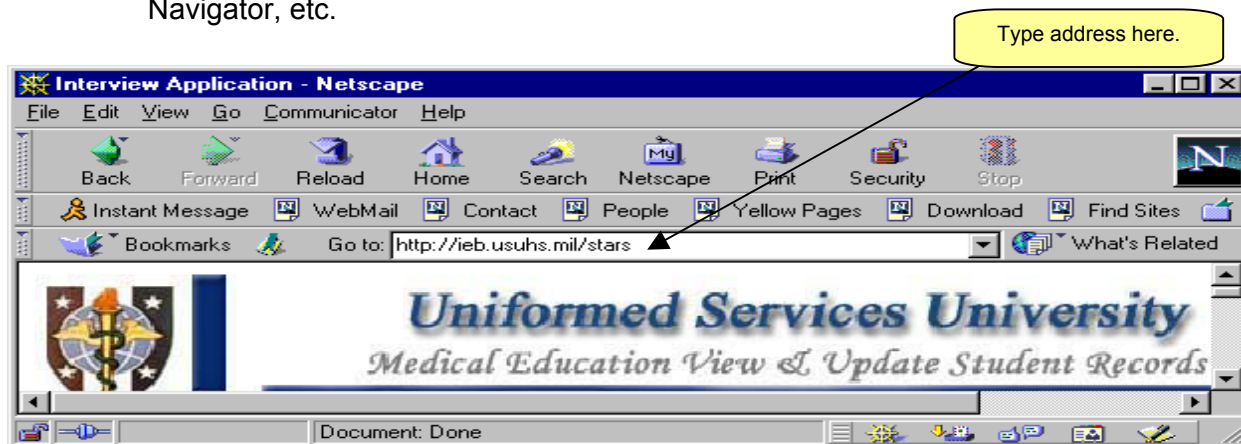 Navigator, etc.
Type address here.
Interview Application - Netscape
File Edit View Go Communicator Help
Back Forward Reload Home Search Netscape Print Security Stop
My
N
Instant Message WebMail Contact People Yellow Pages Download Find Sites
Bookmarks Go to: http://ieb.usuhs.mil/stars What's Related
Uniformed Services University
Medical Education View & Update Student Records
Document: Done